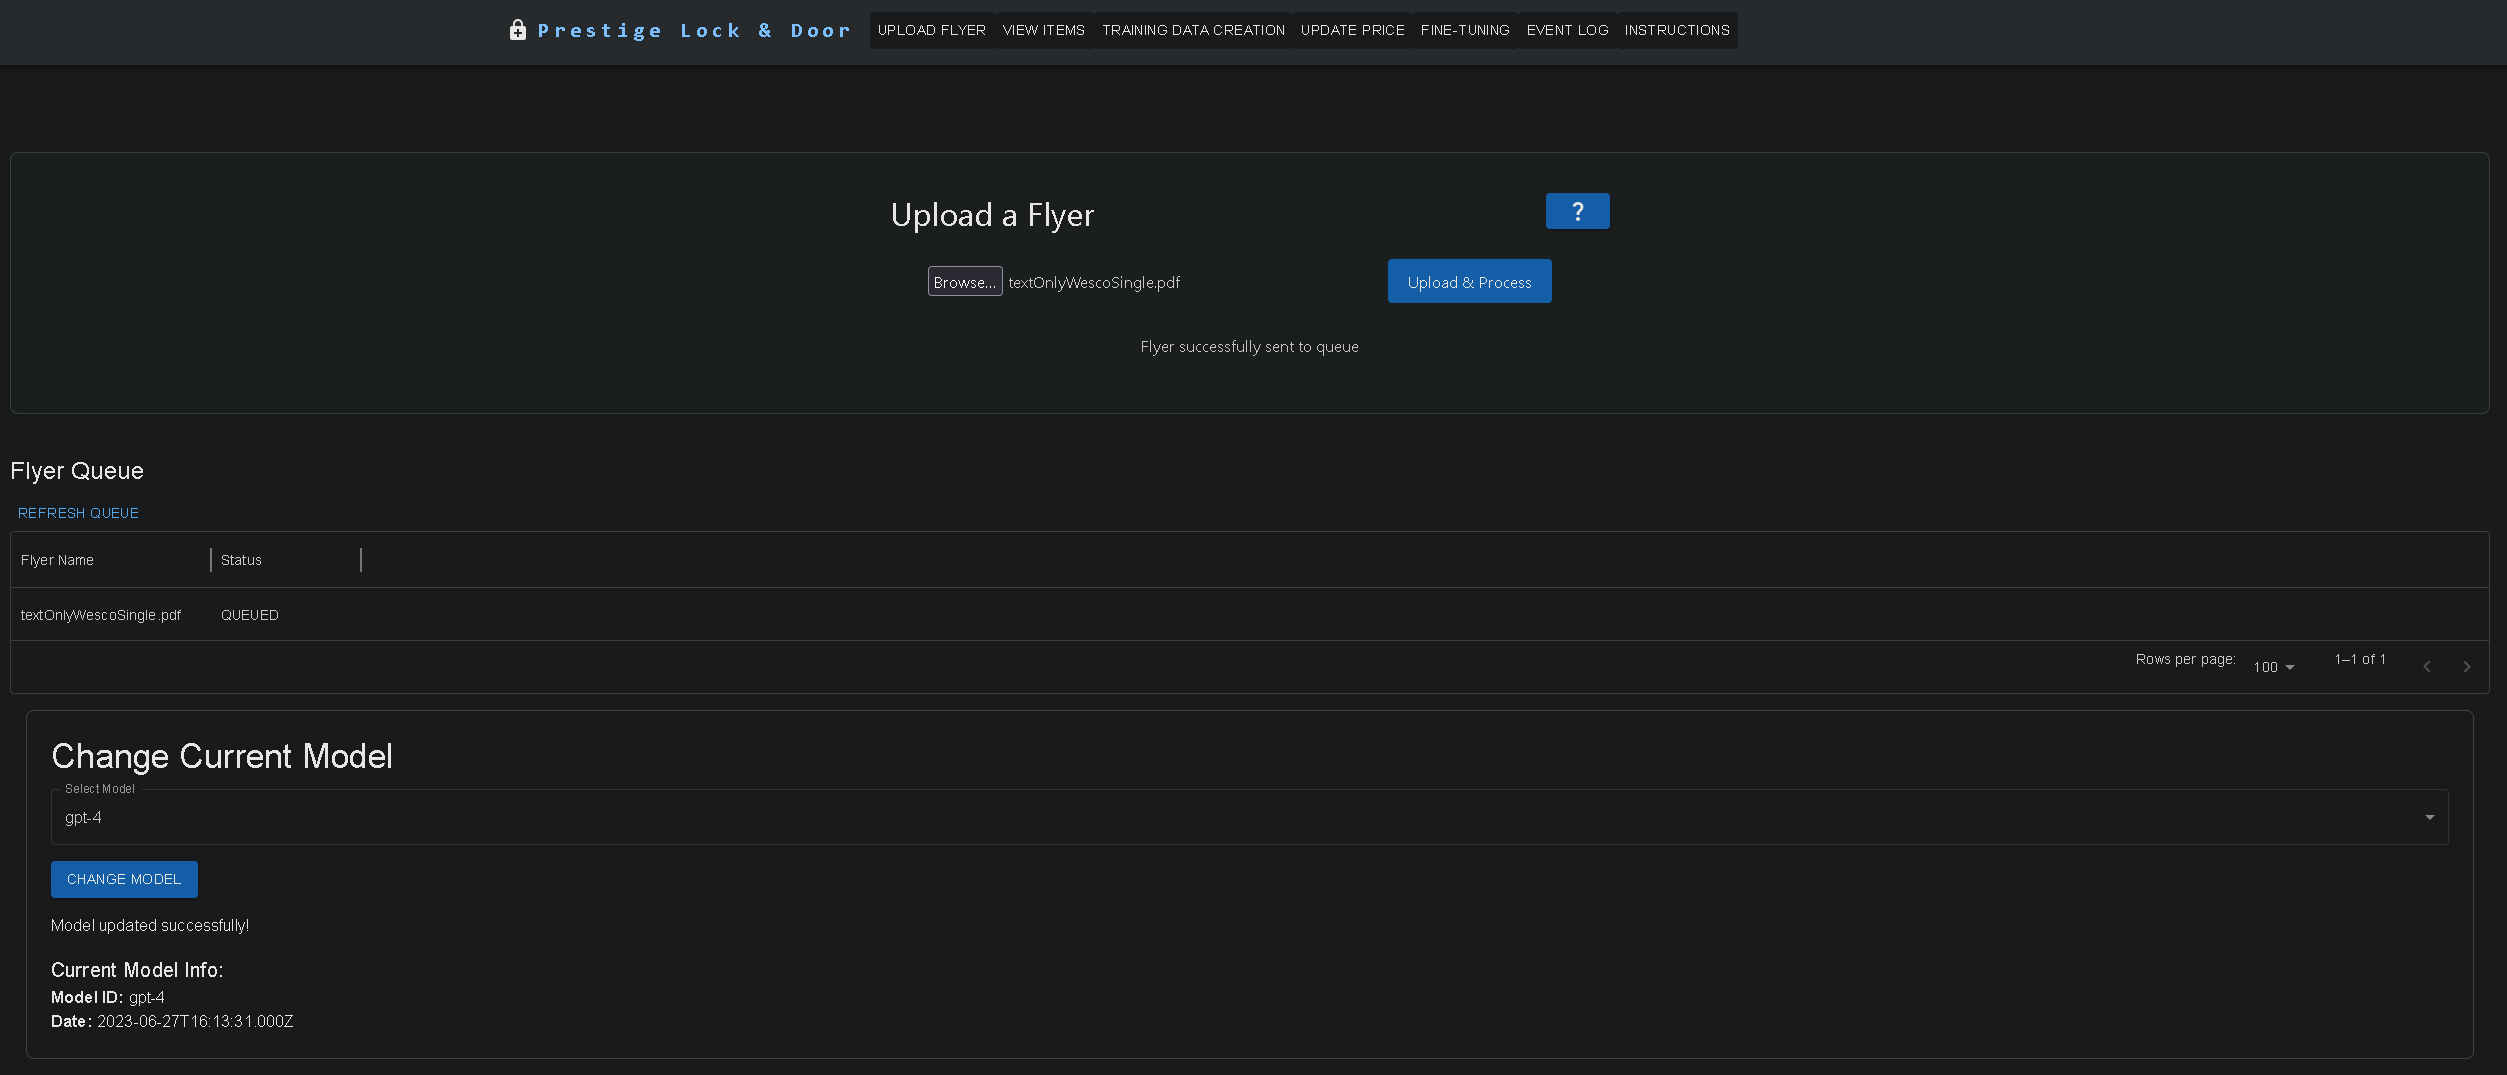 Prestige Lock & Door UPLOAD FLYER VIEW ITEMS TRAINING DATA CREATION UPDATE PRICE FINE-TUNING EVENT LOG INSTRUCTIONS
Upload a Flyer ?
Browse... textOnlyWescoSingle.pdf Upload & Process
Flyer successfully sent to queue
Flyer Queue
REFRESH QUEUE
Flyer Name Status
textOnlyWescoSingle.pdf QUEUED
Rows per page: 100 1–1 of 1
Change Current Model
Select Model
gpt-4
CHANGE MODEL
Model updated successfully!
Current Model Info:
Model ID: gpt-4
Date: 2023-06-27T16:13:31.000Z